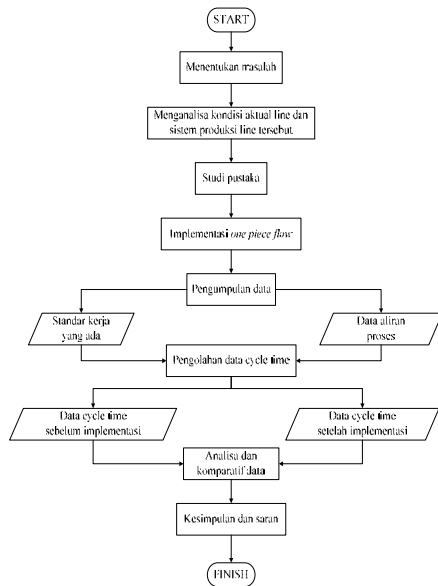 START
Menentukan masalah
Menganalisa kondisi aktual line dan
sistem produksi line tersebut
Studi pustaka
Implementasi one piece flow
Pengumpulan data
Standar kerja
yang ada
Data aliran
proses
Pengolahan data cycle time
Data cycle time
sebelum implementasi
Data cycle time
setelah implementasi
Analisa dan
komparatif data
Kesimpulan dan saran
FINISH